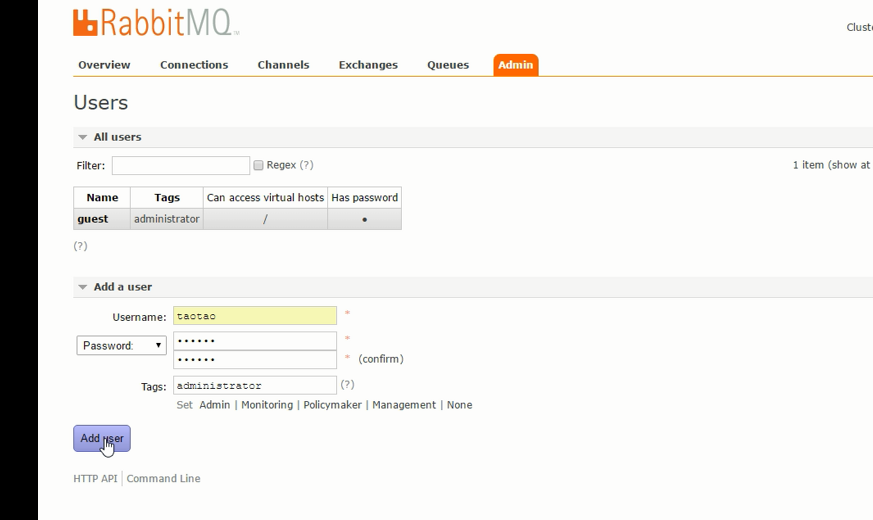 RabbitMQ™
Cluste
Overview Connections Channels Exchanges Queues Admin
Users
All users
Filter: Regex (?)
1 item (show at
Name Tags Can access virtual hosts Has password
guest administrator / •
(?)
Add a user
Username: taotao *
Password: •••••• *
•••••• * (confirm)
Tags: administrator (?)
Set Admin | Monitoring | Policymaker | Management | None
Add user
HTTP API | Command Line